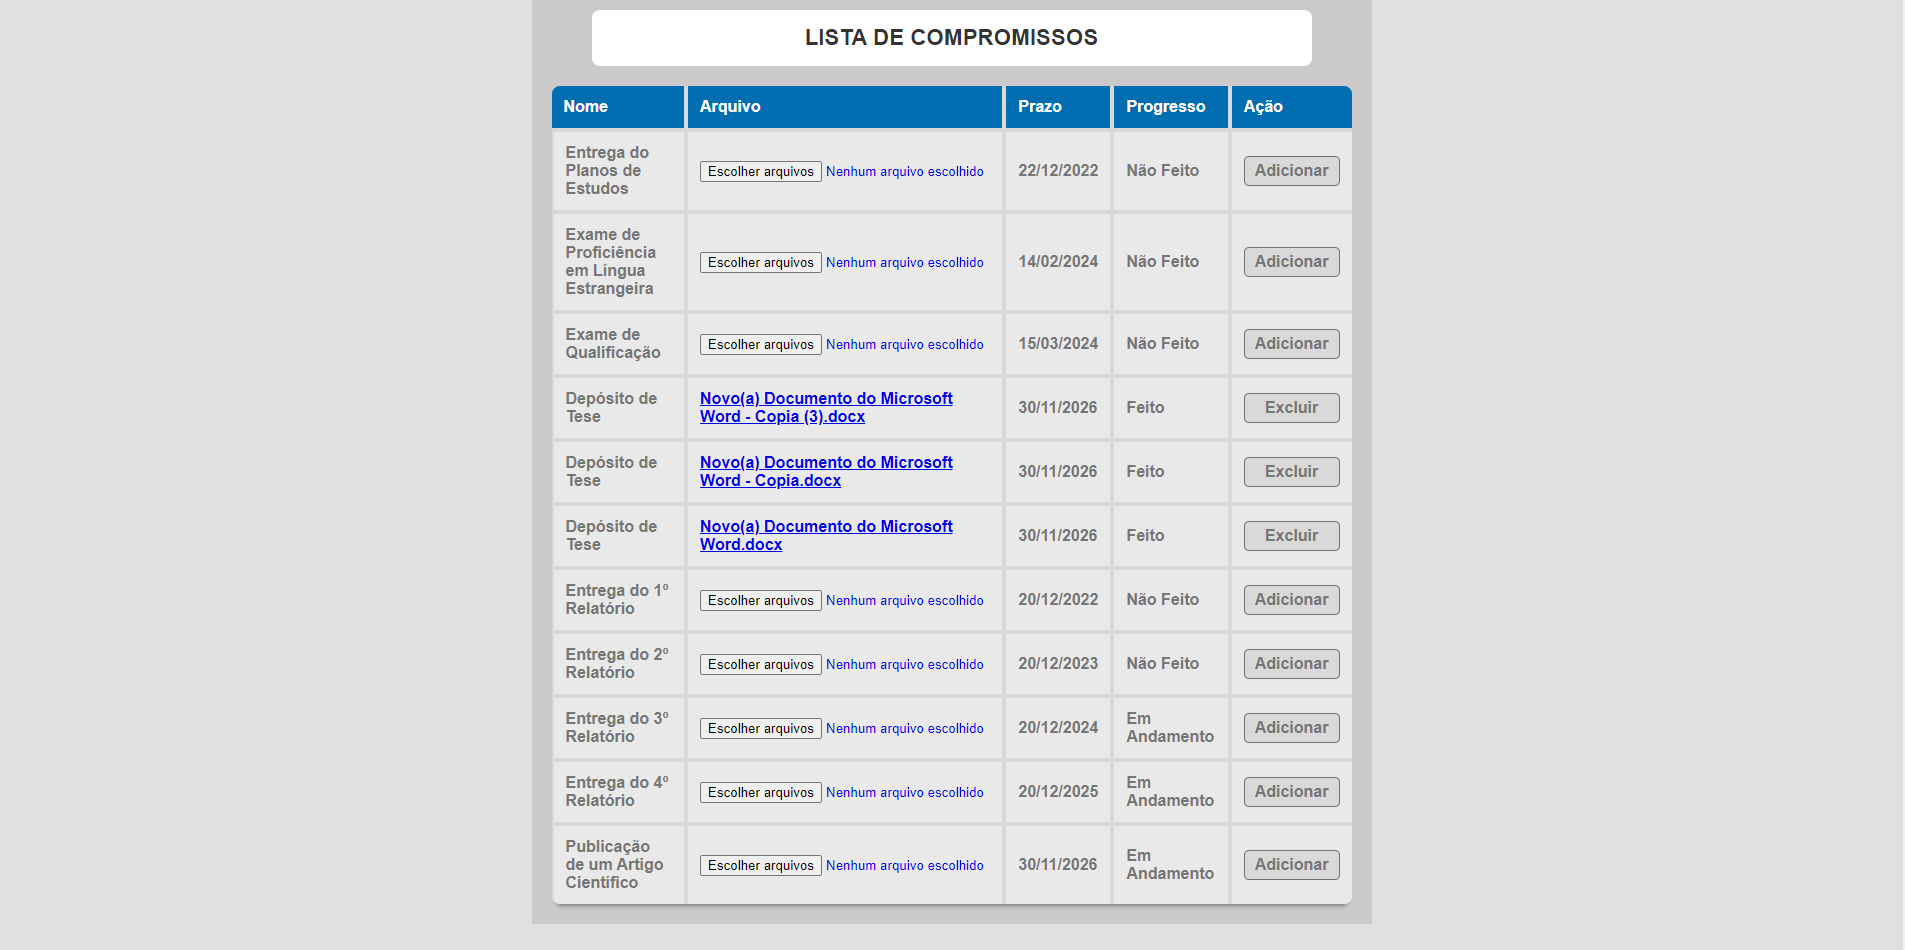 LISTA DE COMPROMISSOS
Nome Arquivo Prazo Progresso Ação
Entrega do
Planos de
Estudos
Escolher arquivos Nenhum arquivo escolhido 22/12/2022 Não Feito Adicionar
Exame de
Proficiência
em Língua
Estrangeira
Escolher arquivos Nenhum arquivo escolhido 14/02/2024 Não Feito Adicionar
Exame de
Qualificação
Escolher arquivos Nenhum arquivo escolhido 15/03/2024 Não Feito Adicionar
Depósito de
Tese
Novo(a) Documento do Microsoft
Word - Copia (3).docx
30/11/2026 Feito Excluir
Depósito de
Tese
Novo(a) Documento do Microsoft
Word - Copia.docx
30/11/2026 Feito Excluir
Depósito de
Tese
Novo(a) Documento do Microsoft
Word.docx
30/11/2026 Feito Excluir
Entrega do 1º
Relatório
Escolher arquivos Nenhum arquivo escolhido 20/12/2022 Não Feito Adicionar
Entrega do 2º
Relatório
Escolher arquivos Nenhum arquivo escolhido 20/12/2023 Não Feito Adicionar
Entrega do 3º
Relatório
Escolher arquivos Nenhum arquivo escolhido 20/12/2024
Em
Andamento
Adicionar
Entrega do 4º
Relatório
Escolher arquivos Nenhum arquivo escolhido 20/12/2025
Em
Andamento
Adicionar
Publicação
de um Artigo
Científico
Escolher arquivos Nenhum arquivo escolhido 30/11/2026
Em
Andamento
Adicionar